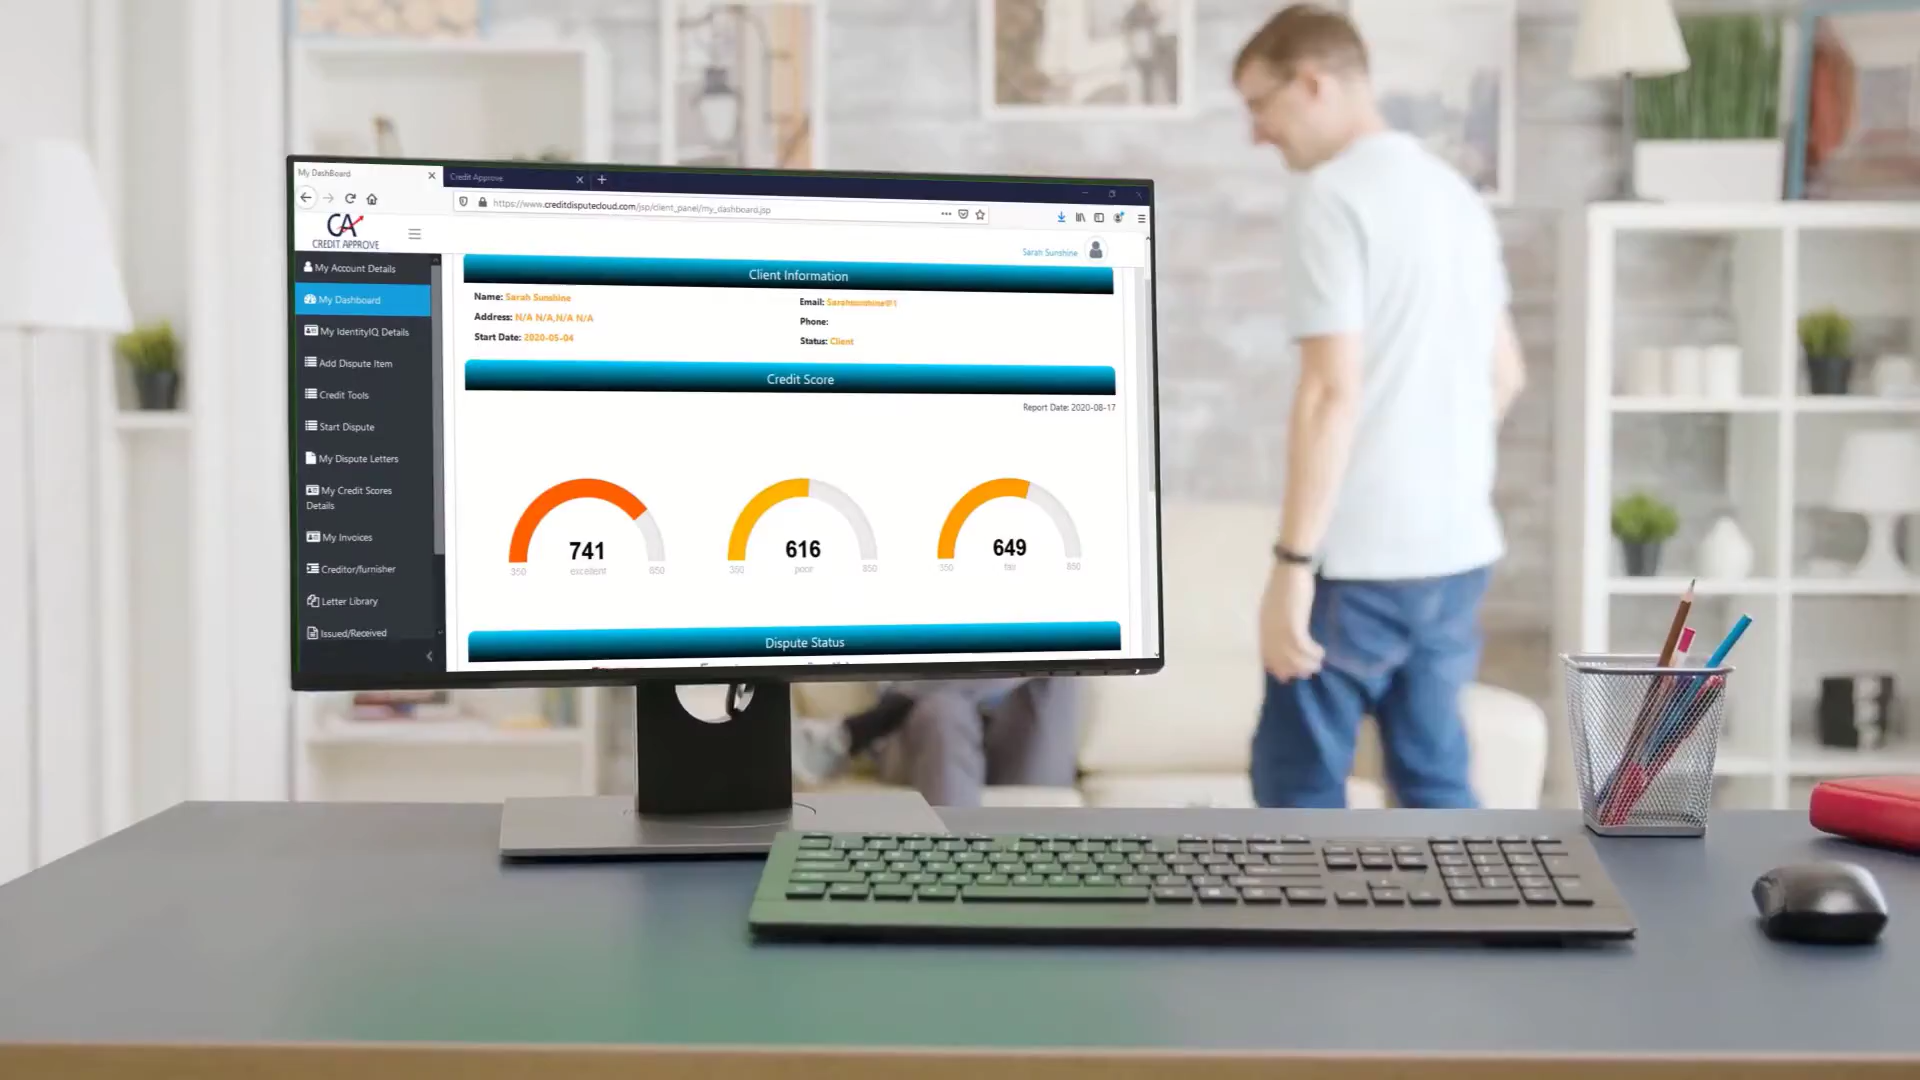 My DashBoard
Credit Approve
https://www.creditdisputecloud.com/jsp/client_panel/my_dashboard.jsp
CA
CREDIT APPROVE
Sarah Sunshine
My Account Details
My Dashboard
My IdentityIQ Details
Add Dispute Item
Credit Tools
Start Dispute
My Dispute Letters
My Credit Scores
Details
My Invoices
Creditor/furnisher
Letter Library
Issued/Received
Client Information
Name: Sarah Sunshine
Address: N/A N/A,N/A N/A
Start Date: 2020-05-04
Email:
Phone:
Status: Client
Credit Score
Report Date: 2020-08-17
741
350 excellent 850
616
350 poor 850
649
350 850
Dispute Status